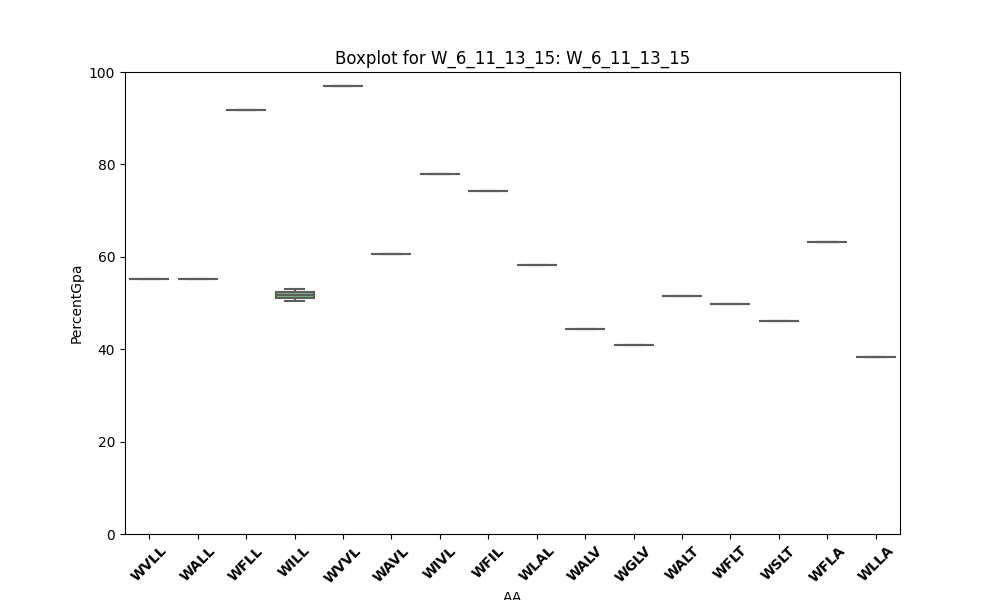 Boxplot for W_6_11_13_15: W_6_11_13_15
100
80
60
40
20
0
PercentGpa
WVLL
WALL
WFLL
WILL
WVVL
WAVL
WIVL
WFIL
WLAL
WALV
WGLV
WALT
WFLT
WSLT
WFLA
WLLA
AA